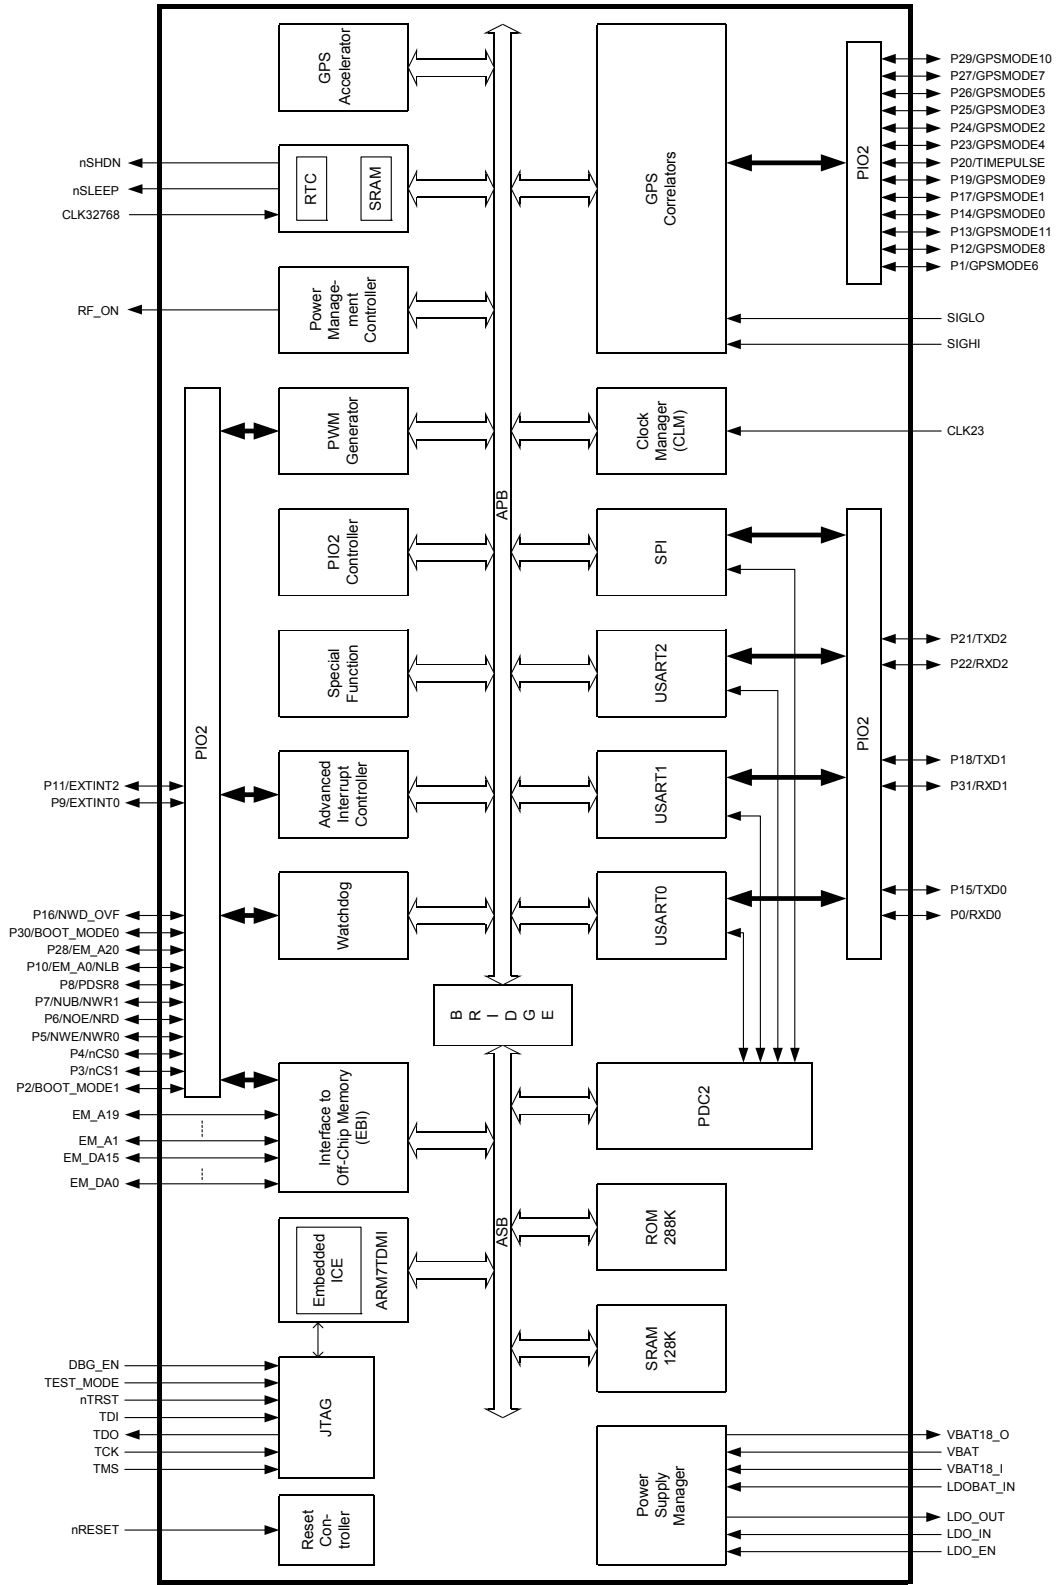 GPS
Accelerator
nSHDN
nSLEEP
CLK32768
RTC
SRAM
RF_ON
Power
Manage-
ment
Controller
PWM
Generator
PIO2
Controller
Special
Function
PIO2
P11/EXTINT2
P9/EXTINT0
Advanced
Interrupt
Controller
Watchdog
P16/NWD_OVF
P30/BOOT_MODE0
P28/EM_A20
P10/EM_A0/NLB
P8/PDSR8
P7/NUB/NWR1
P6/NOE/NRD
P5/NWE/NWR0
P4/nCS0
P3/nCS1
P2/BOOT_MODE1
EM_A19
EM_A1
EM_DA15
EM_DA0
Interface to
Off-Chip Memory
(EBI)
Embedded
ICE
ARM7TDMI
DBG_EN
TEST_MODE
nTRST
TDI
TDO
TCK
TMS
JTAG
nRESET
Reset
Con-
troller
APB
B
R
I
D
G
E
ASB
GPS
Correlators
PIO2
P29/GPSMODE10
P27/GPSMODE7
P26/GPSMODE5
P25/GPSMODE3
P24/GPSMODE2
P23/GPSMODE4
P20/TIMEPULSE
P19/GPSMODE9
P17/GPSMODE1
P14/GPSMODE0
P13/GPSMODE11
P12/GPSMODE8
P1/GPSMODE6
SIGLO
SIGHI
Clock
Manager
(CLM)
CLK23
SPI
USART2
USART1
USART0
PIO2
P21/TXD2
P22/RXD2
P18/TXD1
P31/RXD1
P15/TXD0
P0/RXD0
PDC2
ROM
288K
SRAM
128K
Power
Supply
Manager
VBAT18_O
VBAT
VBAT18_I
LDOBAT_IN
LDO_OUT
LDO_IN
LDO_EN